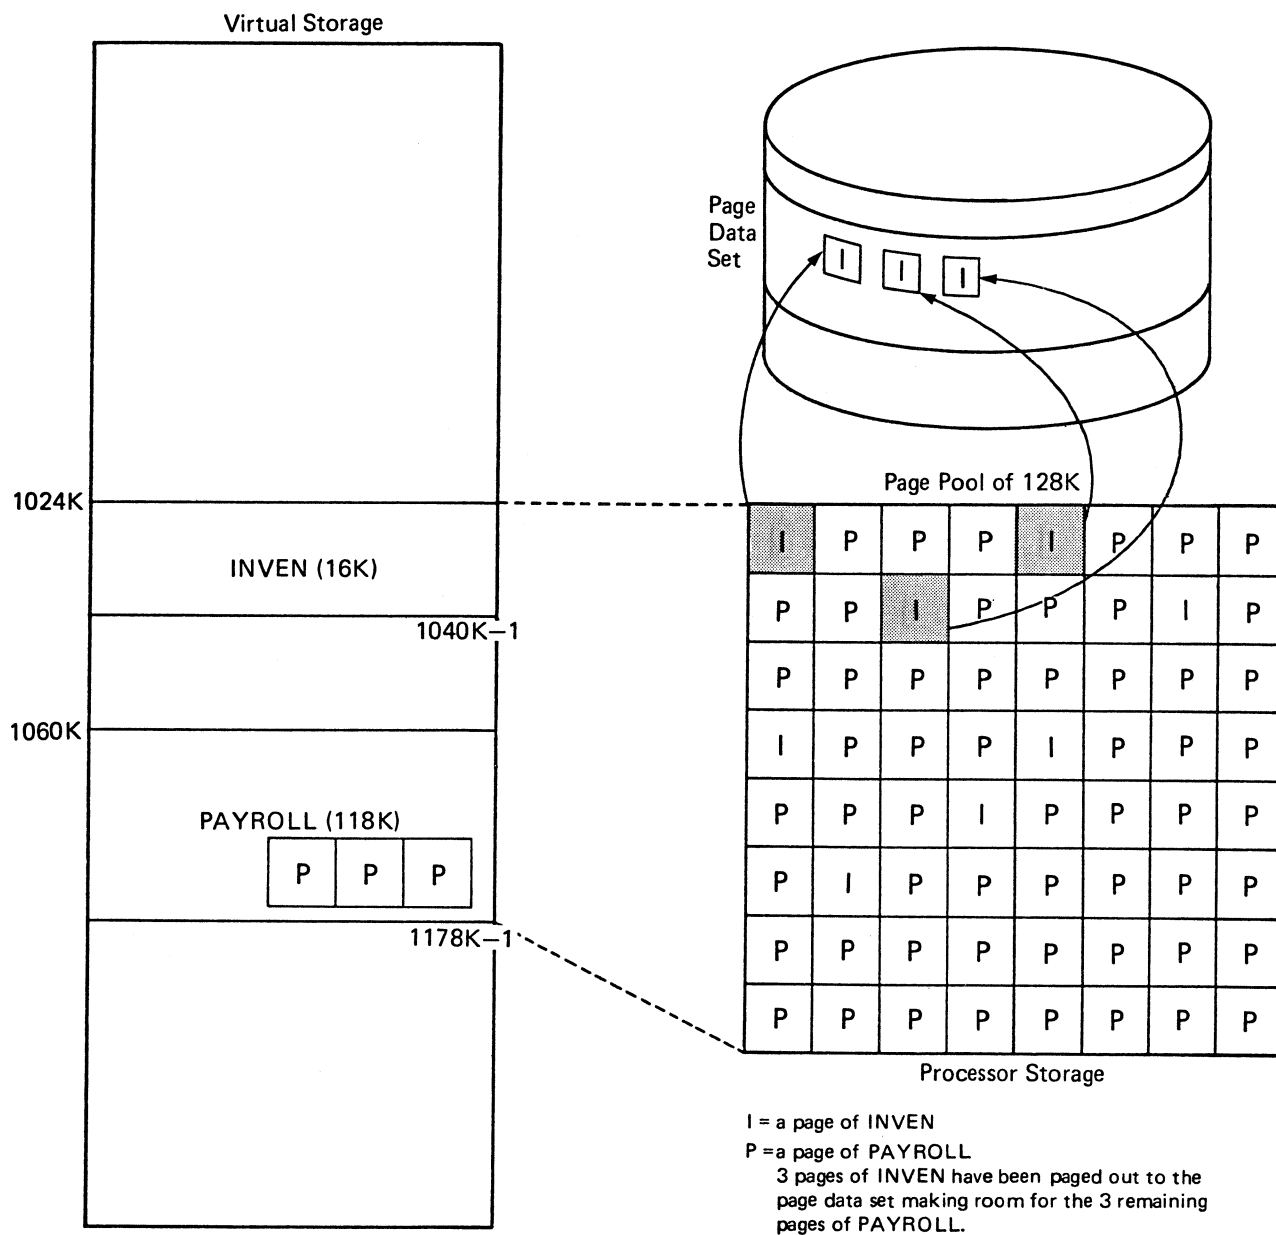 Virtual Storage
Page
Data
Set
I I I
1024K
Page Pool of 128K
INVEN (16K)
1040K–1
1060K
PAYROLL (118K)
P P P
1178K–1
I P P P I P P P
P P I P P P I P
P P P P P P P P
I P P P I P P P
P P P I P P P P
P I P P P P P P
P P P P P P P P
P P P P P P P P
Processor Storage
I = a page of INVEN
P =a page of PAYROLL
3 pages of INVEN have been paged out to the
page data set making room for the 3 remaining
pages of PAYROLL.